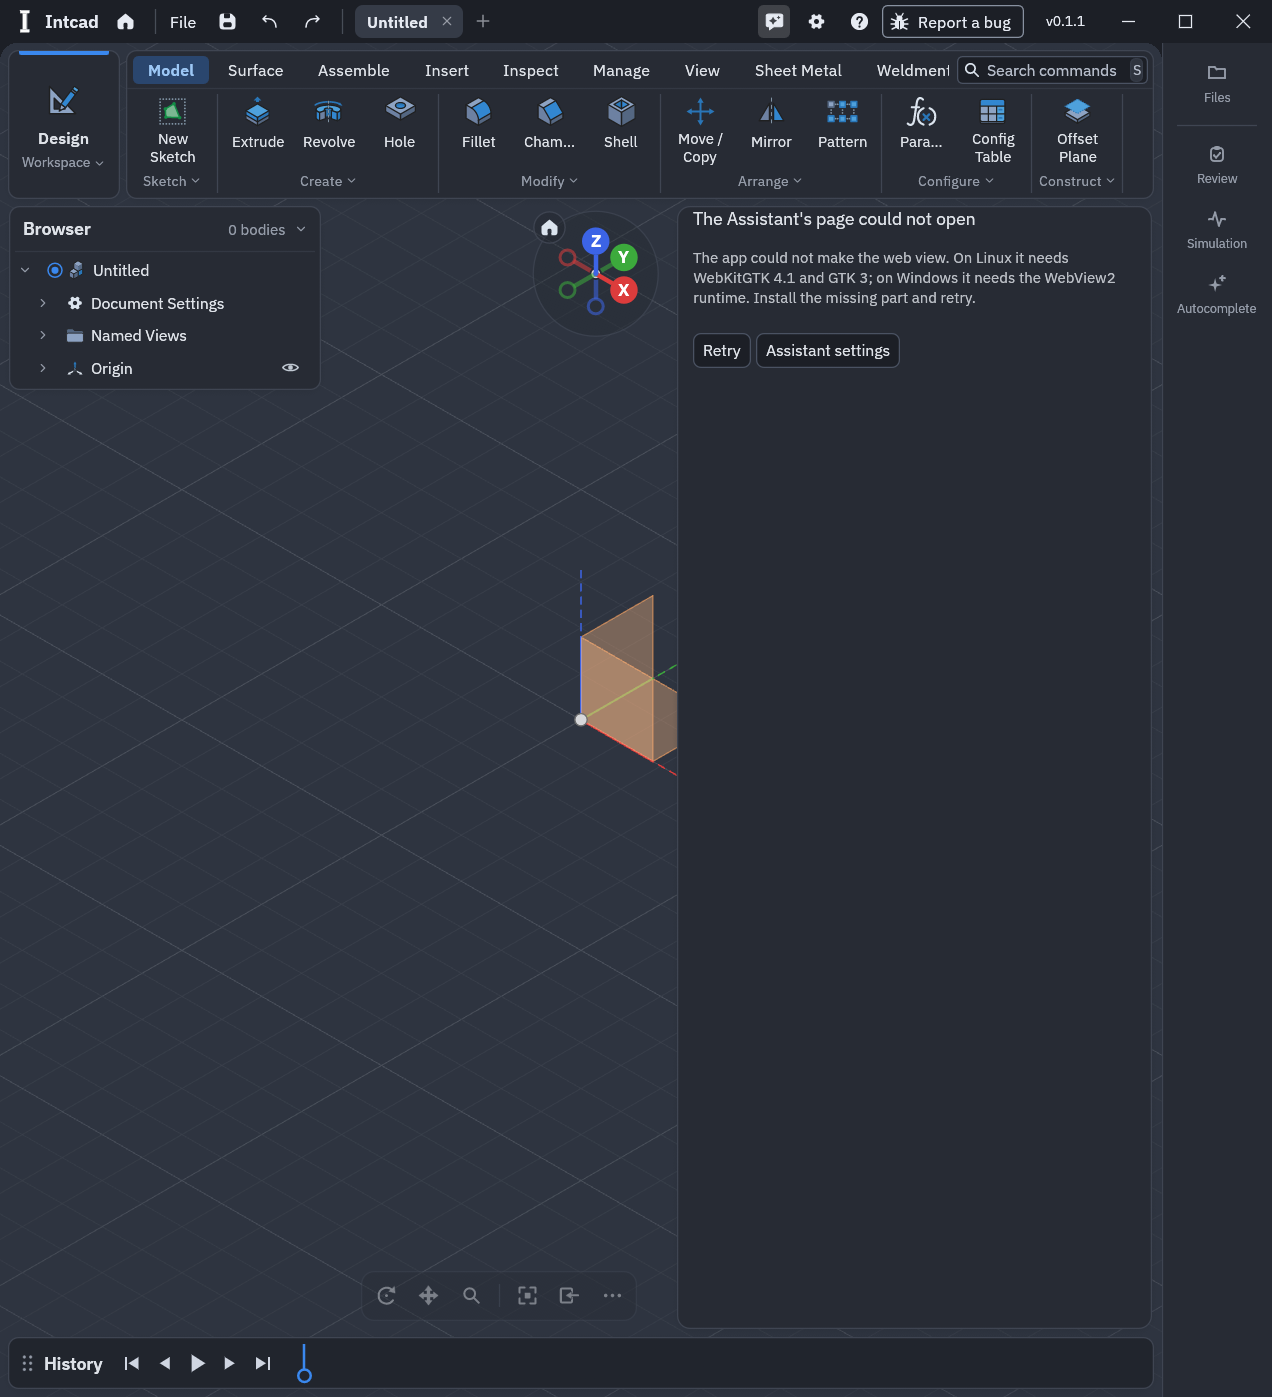 Intcad
File
Untitled
Report a bug
v0.1.1
Design
Workspace
Model
Surface
Assemble
Insert
Inspect
Manage
View
Sheet Metal
Weldment
Search commands
S
New
Sketch
Extrude
Revolve
Hole
Fillet
Cham...
Shell
Move /
Copy
Mirror
Pattern
f(x)
Para...
Config
Table
Offset
Plane
Sketch
Create
Modify
Arrange
Configure
Construct
Files
Review
Simulation
Autocomplete
Browser
0 bodies
Untitled
Document Settings
Named Views
Origin
Z
Y
X
The Assistant's page could not open
The app could not make the web view. On Linux it needs
WebKitGTK 4.1 and GTK 3; on Windows it needs the WebView2
runtime. Install the missing part and retry.
Retry
Assistant settings
History